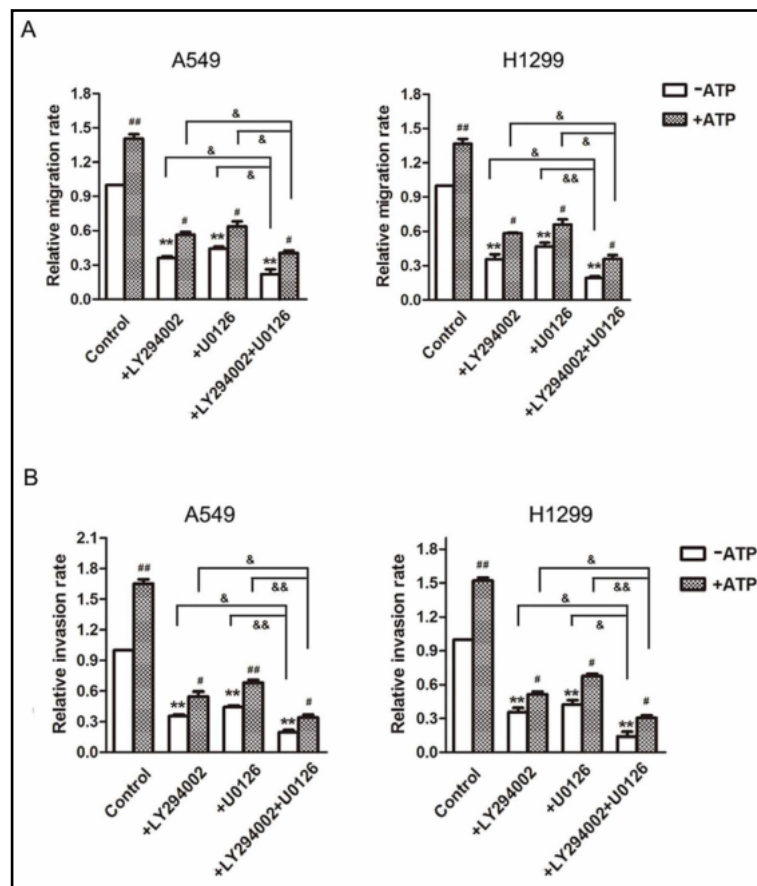 A
A549
H1299
Relative migration rate
1.8
1.5
1.2
0.9
0.6
0.3
0.0
##
**
#
**
#
**
#
&
&
&
&
Control
+LY294002
+U0126
+LY294002+U0126
Relative migration rate
1.8
1.5
1.2
0.9
0.6
0.3
0.0
##
**
#
**
#
**
#
&
&
&
&&
Control
+LY294002
+U0126
+LY294002+U0126
-ATP
+ATP
B
A549
H1299
Relative invasion rate
2.1
1.8
1.5
1.2
0.9
0.6
0.3
0.0
##
**
#
**
##
**
#
&
&&
&
&&
Control
+LY294002
+U0126
+LY294002+U0126
Relative invasion rate
1.8
1.5
1.2
0.9
0.6
0.3
0.0
##
**
#
**
#
**
#
&
&&
&
&
Control
+LY294002
+U0126
+LY294002+U0126
-ATP
+ATP